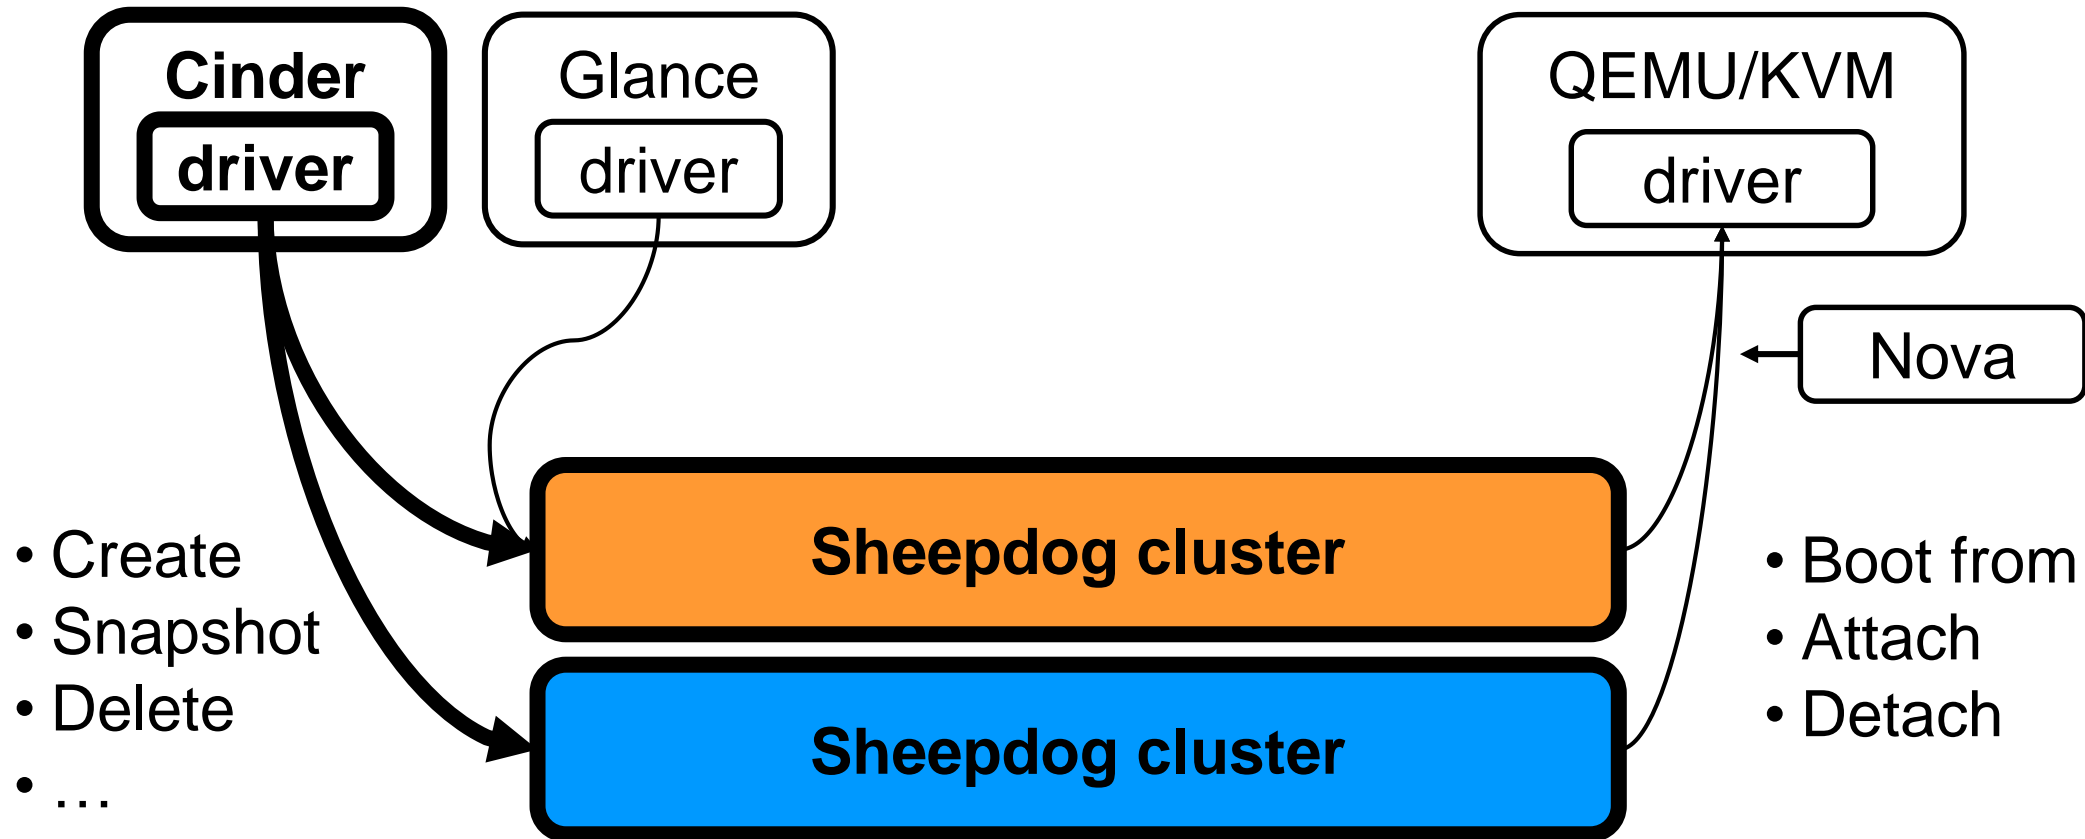 Cinder
driver
Glance
driver
QEMU/KVM
driver
Nova
Sheepdog cluster
Sheepdog cluster
• Create
• Snapshot
• Delete
• …
• Boot from
• Attach
• Detach